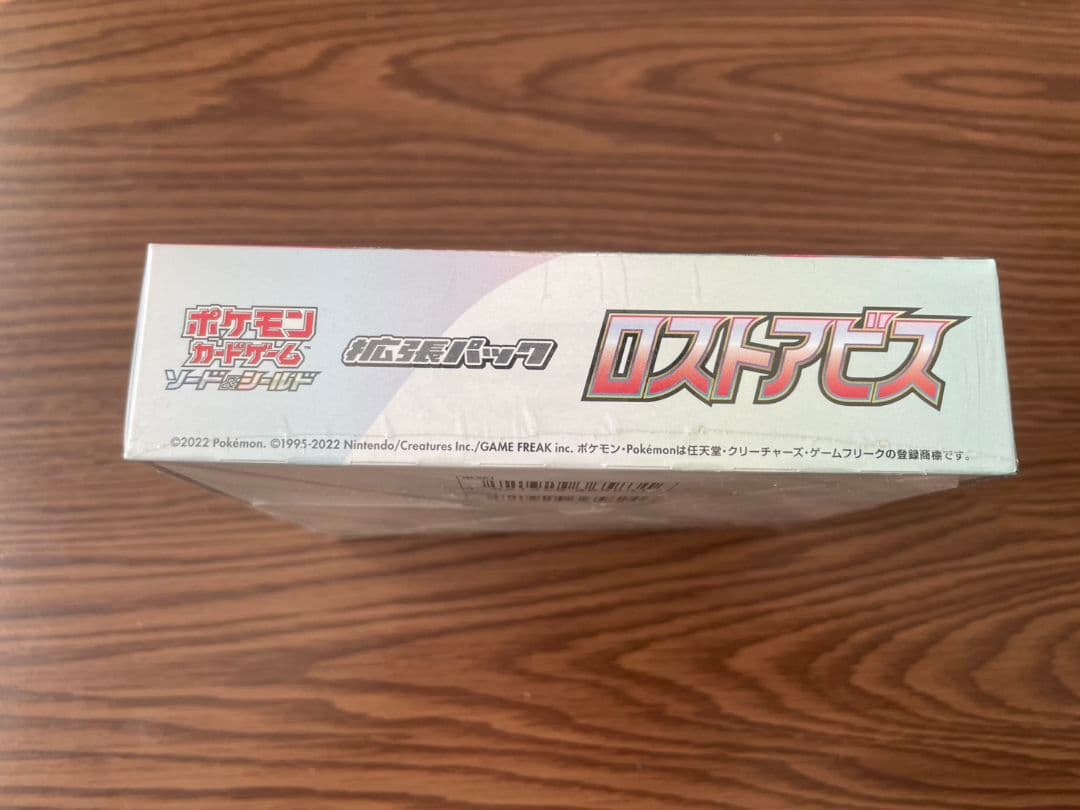 ポケモン
カードゲーム
ソード&シールド
拡張パック
ロストアビス
©2022 Pokémon. ©1995-2022 Nintendo/Creatures Inc./GAME FREAK inc. ポケモン・Pokémonは任天堂・クリーチャーズ・ゲームフリークの登録商標です。